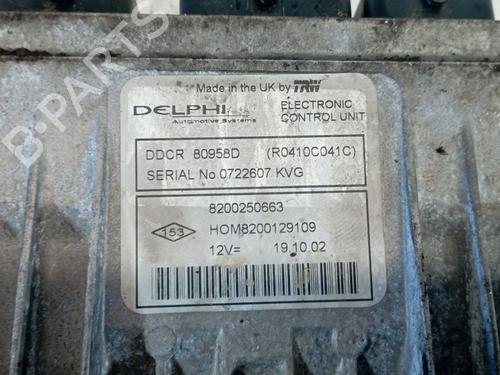 Made in the UK by TRW
DELPHI
Automotive Systems
ELECTRONIC
CONTROL UNIT
DDCR 80958D (R0410C041C)
SERIAL No 0722607 KVG
8200250663
153
HOM8200129109
12V= 19.10.02
B-PARTS